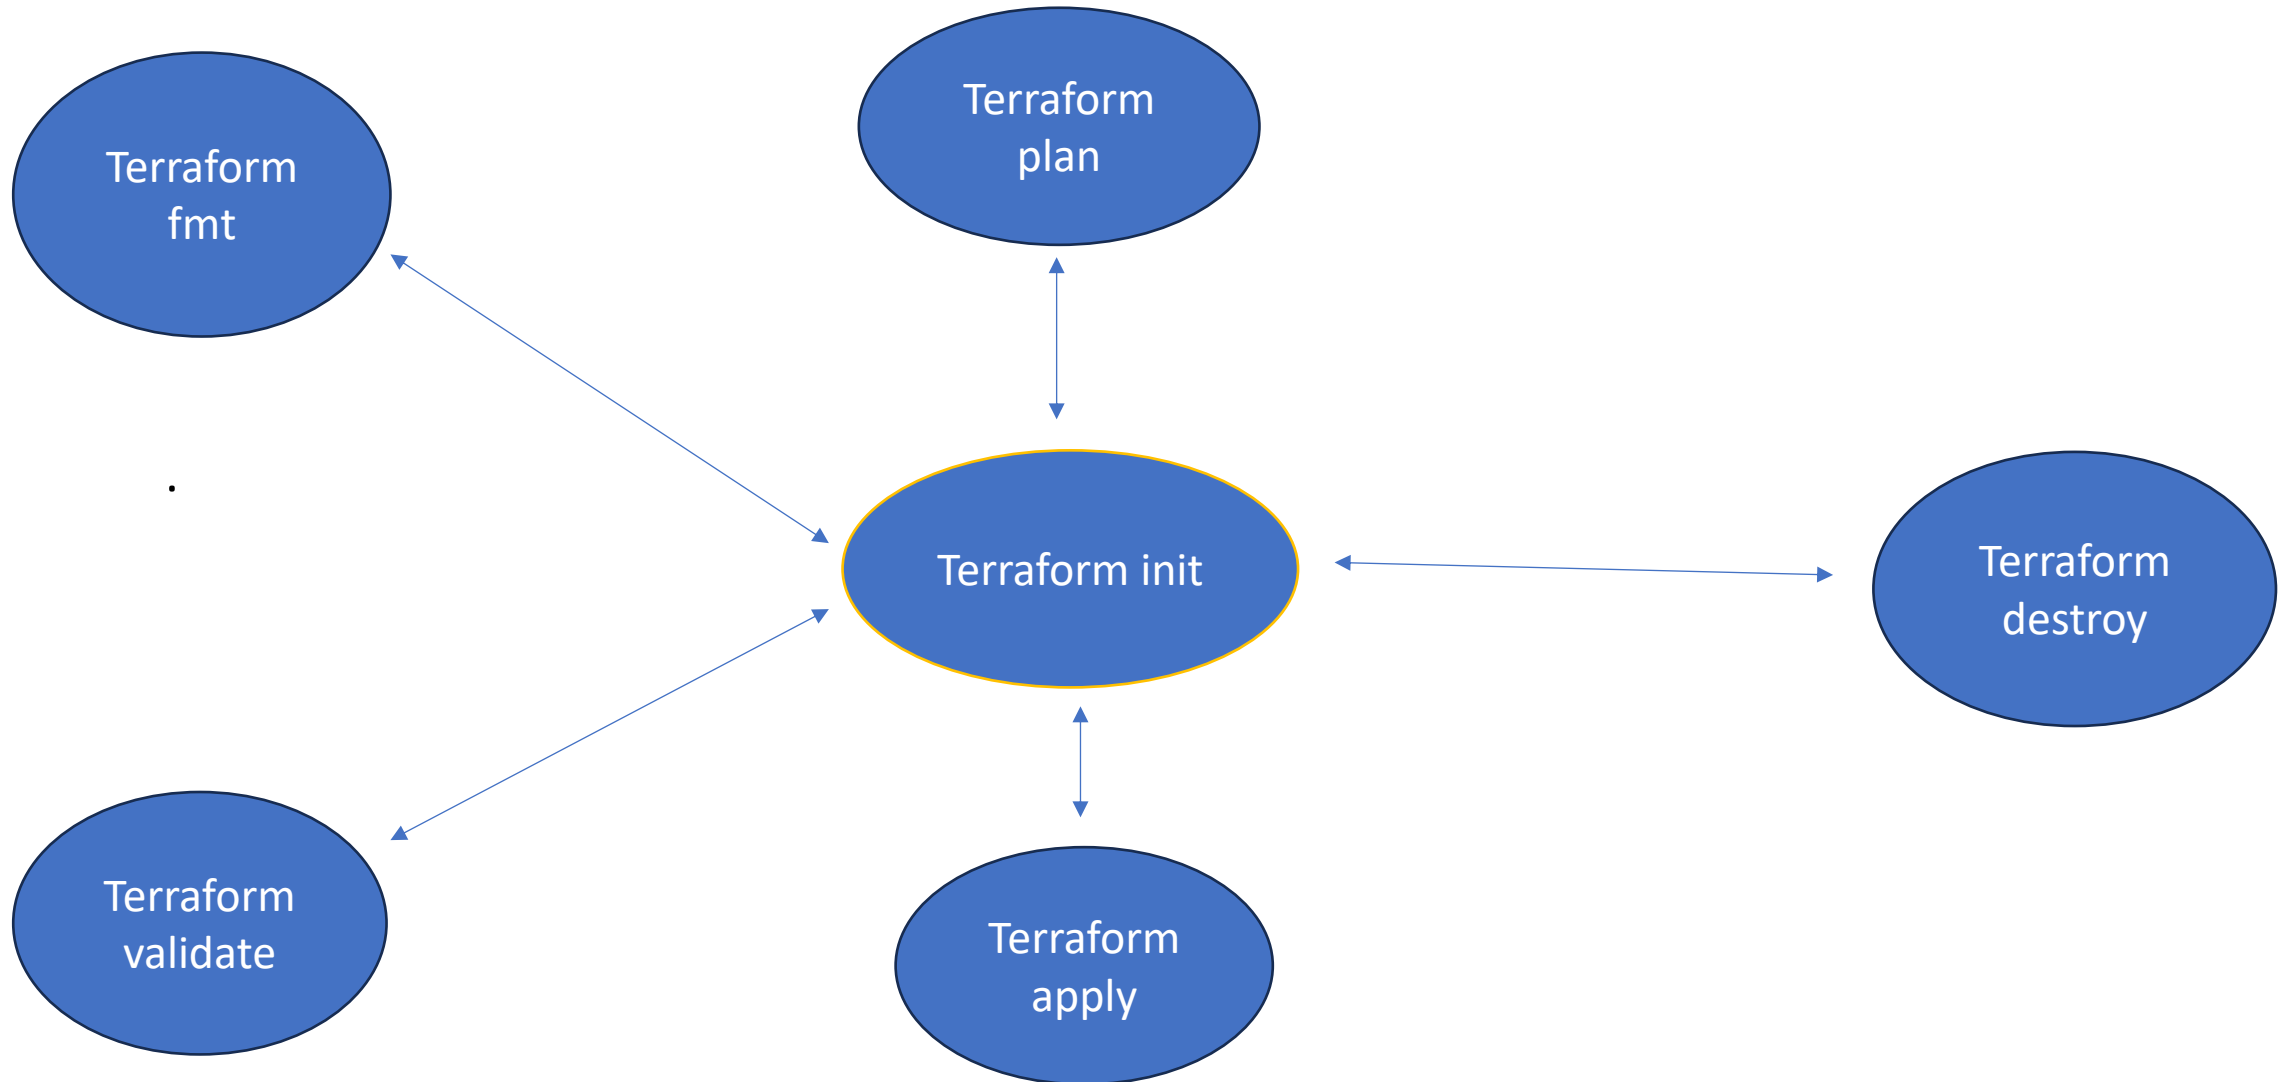 Terraform
plan
Terraform
fmt
.
Terraform init
Terraform
destroy
Terraform
validate
Terraform
apply